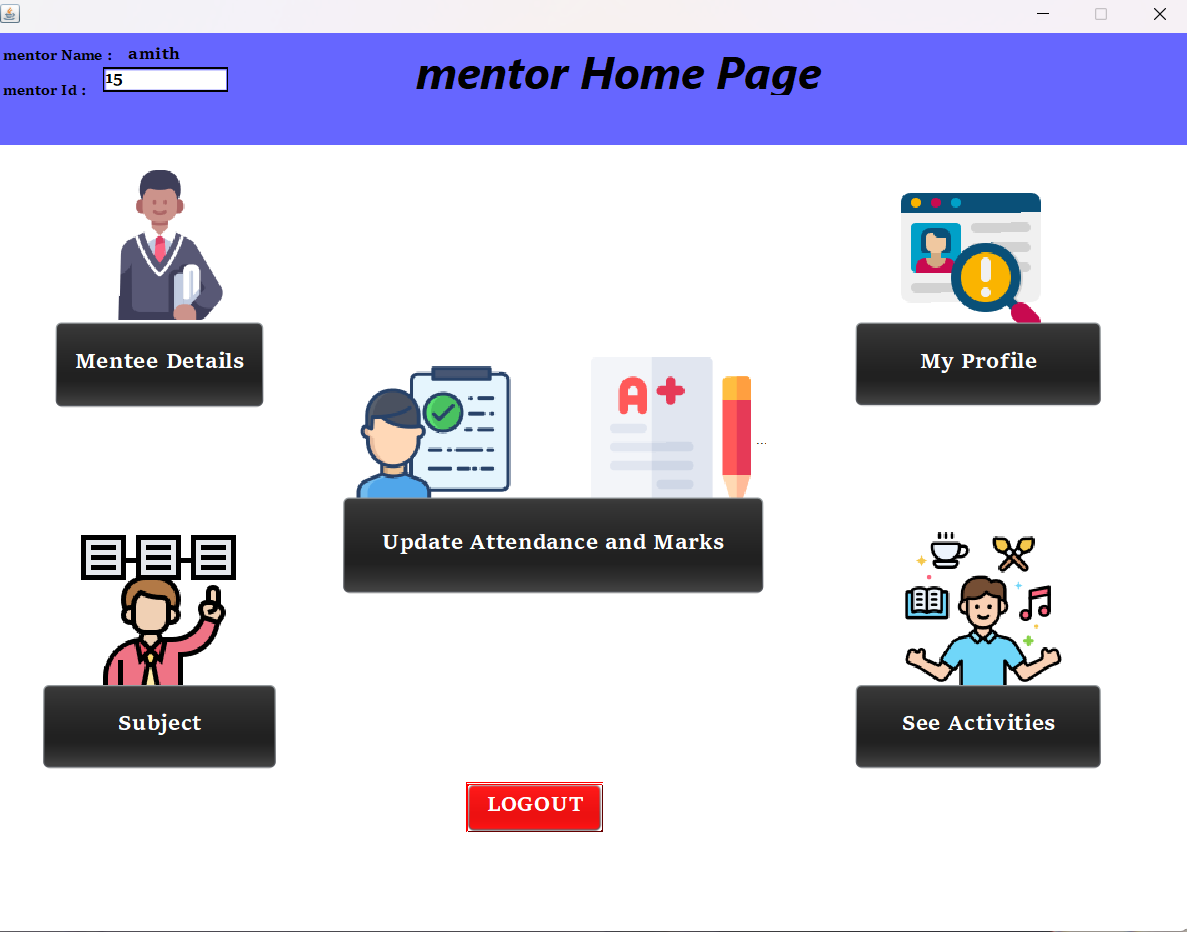 mentor Name : amith
mentor Home Page
mentor Id : 15
Mentee Details
My Profile
A+
...
Update Attendance and Marks
Subject
See Activities
LOGOUT